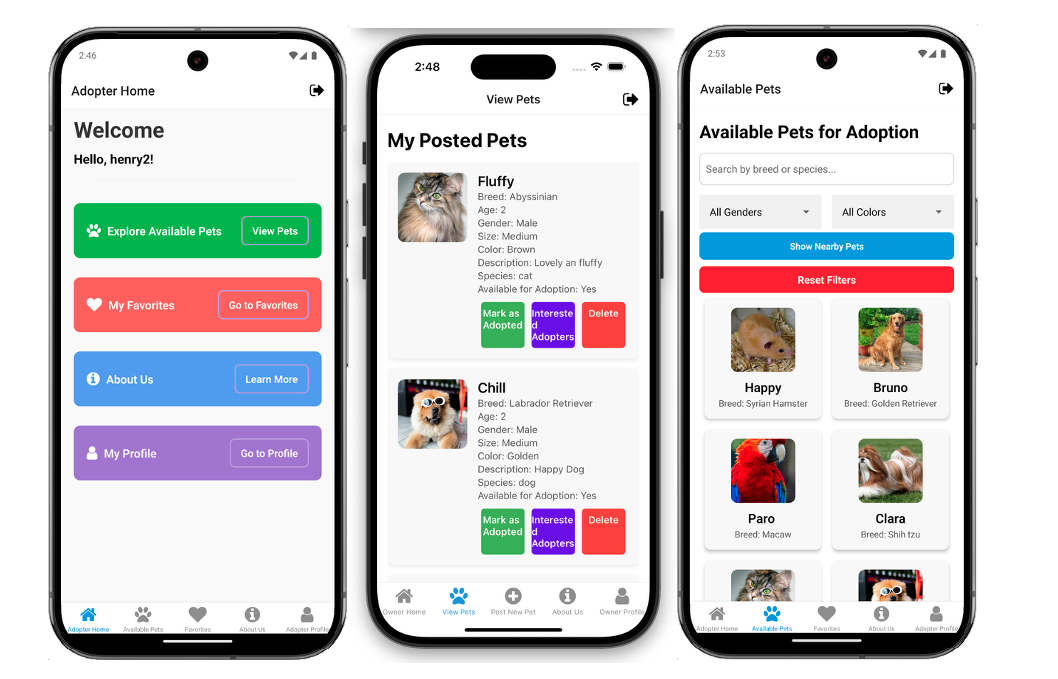 2:46
Adopter Home
Welcome
Hello, henry2!
Explore Available Pets
View Pets
My Favorites
Go to Favorites
About Us
Learn More
My Profile
Go to Profile
Adopter Home
Available Pets
Favorites
About Us
Adopter Profile
2:48
View Pets
My Posted Pets
Fluffy
Breed: Abyssinian
Age: 2
Gender: Male
Size: Medium
Color: Brown
Description: Lovely an fluffy
Species: cat
Available for Adoption: Yes
Mark as
Adopted
Intereste
d
Adopters
Delete
Chill
Breed: Labrador Retriever
Age: 2
Gender: Male
Size: Medium
Color: Golden
Description: Happy Dog
Species: dog
Available for Adoption: Yes
Mark as
Adopted
Intereste
d
Adopters
Delete
Owner Home
View Pets
Post New Pet
About Us
Owner Profile
2:53
Available Pets
Available Pets for Adoption
Search by breed or species...
All Genders
All Colors
Show Nearby Pets
Reset Filters
Happy
Breed: Syrian Hamster
Bruno
Breed: Golden Retriever
Paro
Breed: Macaw
Clara
Breed: Shih tzu
Adopter Home
Available Pets
Favorites
About Us
Adopter Profile